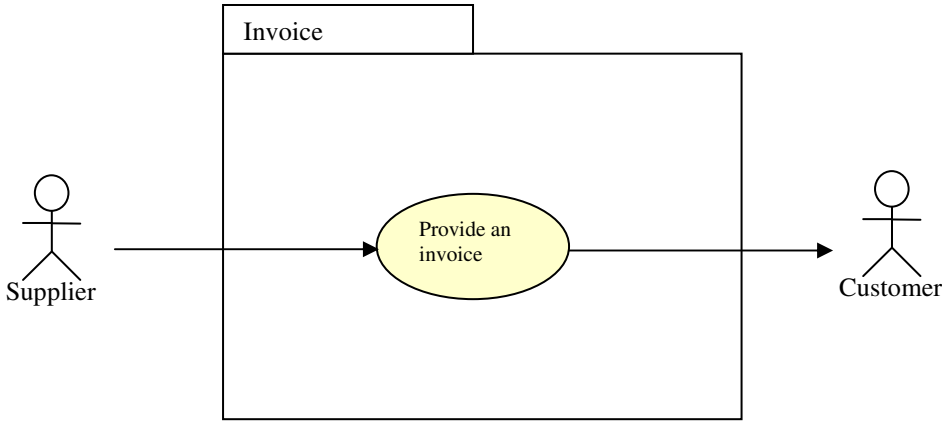 Invoice
Provide an
invoice
Supplier
Customer